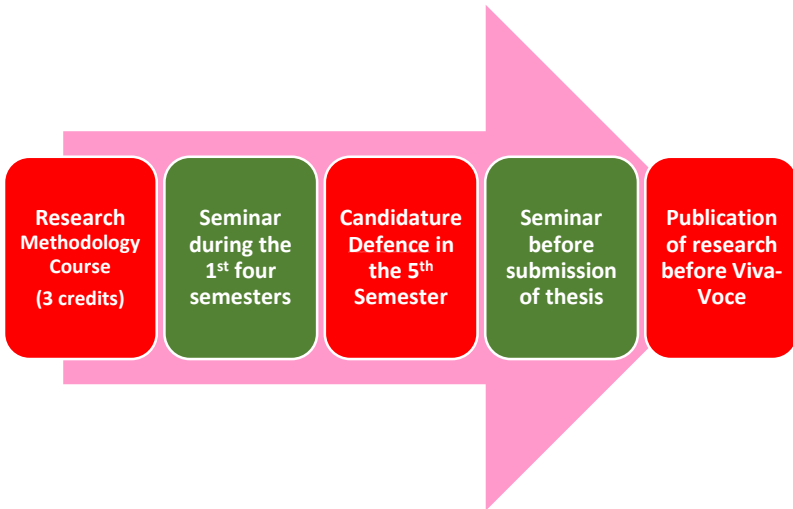 Research
Methodology
Course
(3 credits)
Seminar
during the
1st four
semesters
Candidature
Defence in
the 5th
Semester
Seminar
before
submission
of thesis
Publication
of research
before Viva-
Voce